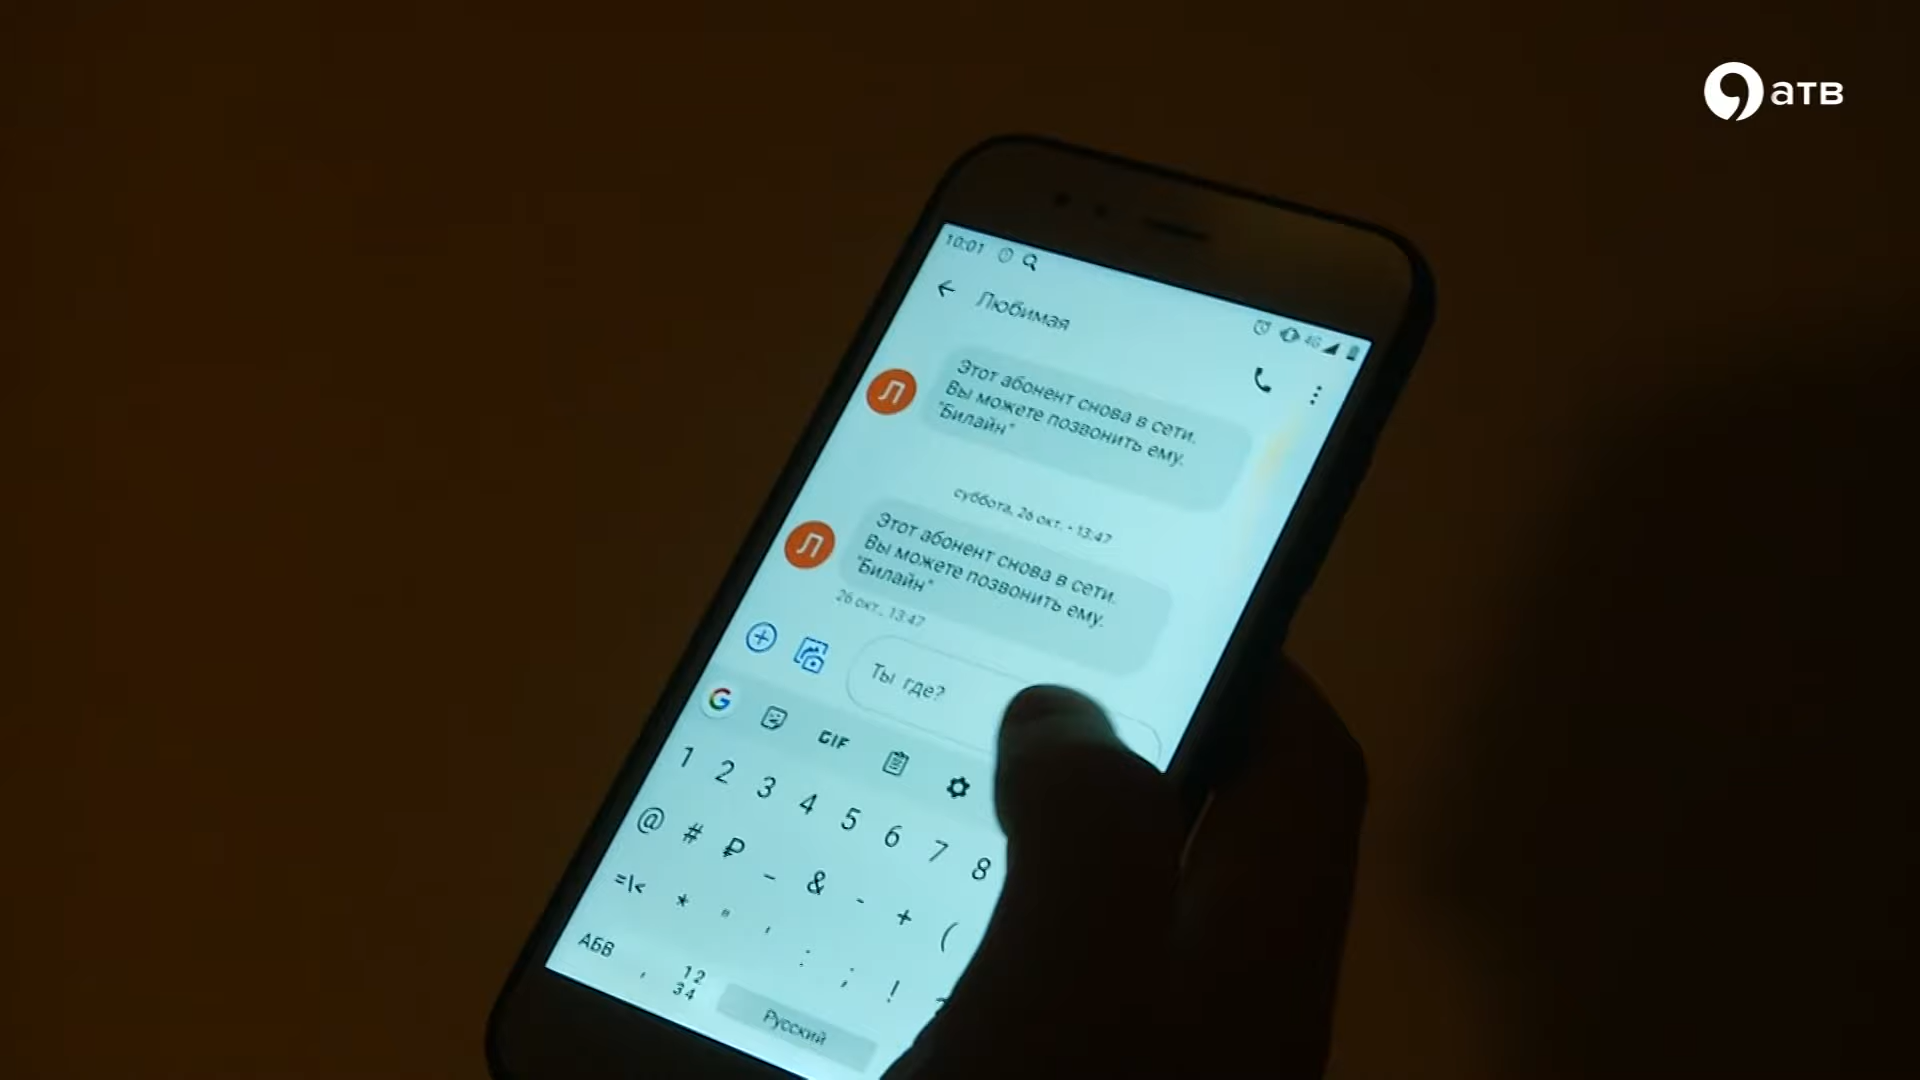 атв
10:01
4G
Любимая
Л
Этот абонент снова в сети.
Вы можете позвонить ему.
"Билайн"
суббота, 26 окт. - 13:47
Л
Этот абонент снова в сети.
Вы можете позвонить ему.
"Билайн"
26 окт., 13:47
Ты где?
G
GIF
1 2 3 4 5 6 7 8
@ # ₽ _ & - + (
=\< * " ' : ; !
АБВ , 12
34
Русский